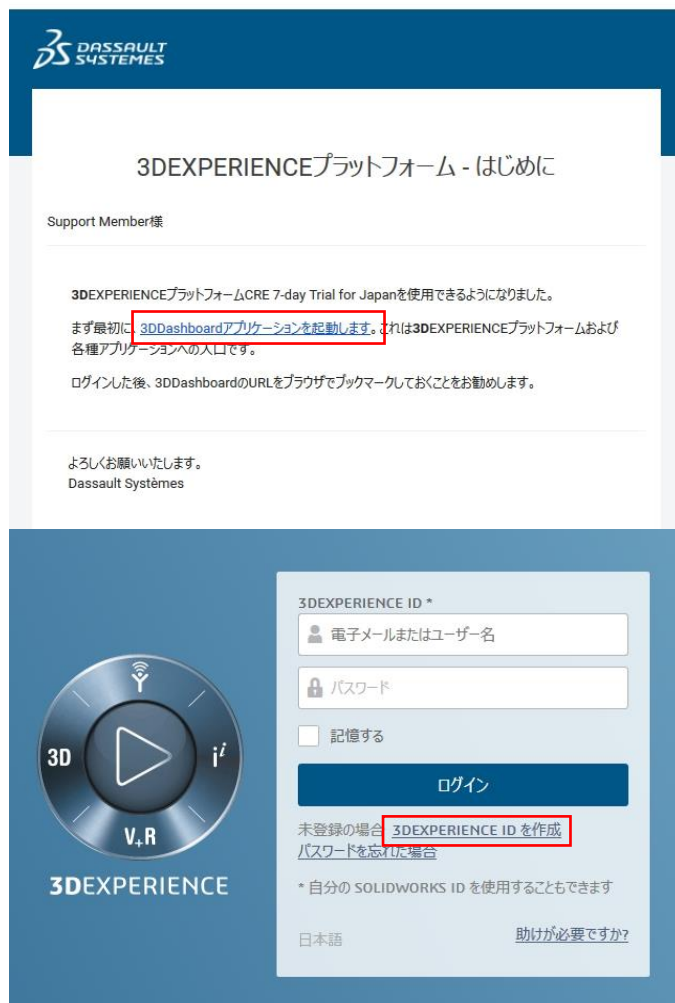 DASSAULT
SYSTEMES
3DEXPERIENCEプラットフォーム - はじめに
Support Member様
3DEXPERIENCEプラットフォームCRE 7-day Trial for Japanを使用できるようになりました。
まず最初に、3DDashboardアプリケーションを起動します。これは3DEXPERIENCEプラットフォームおよび
各種アプリケーションへの入口です。
ログインした後、3DDashboardのURLをブラウザでブックマークしておくことをお勧めします。
よろしくお願いいたします。
Dassault Systèmes
3DEXPERIENCE ID *
電子メールまたはユーザー名
パスワード
記憶する
ログイン
未登録の場合 3DEXPERIENCE ID を作成
パスワードを忘れた場合
* 自分の SOLIDWORKS ID を使用することもできます
日本語
助けが必要ですか?
3D
i i
V+R
3DEXPERIENCE